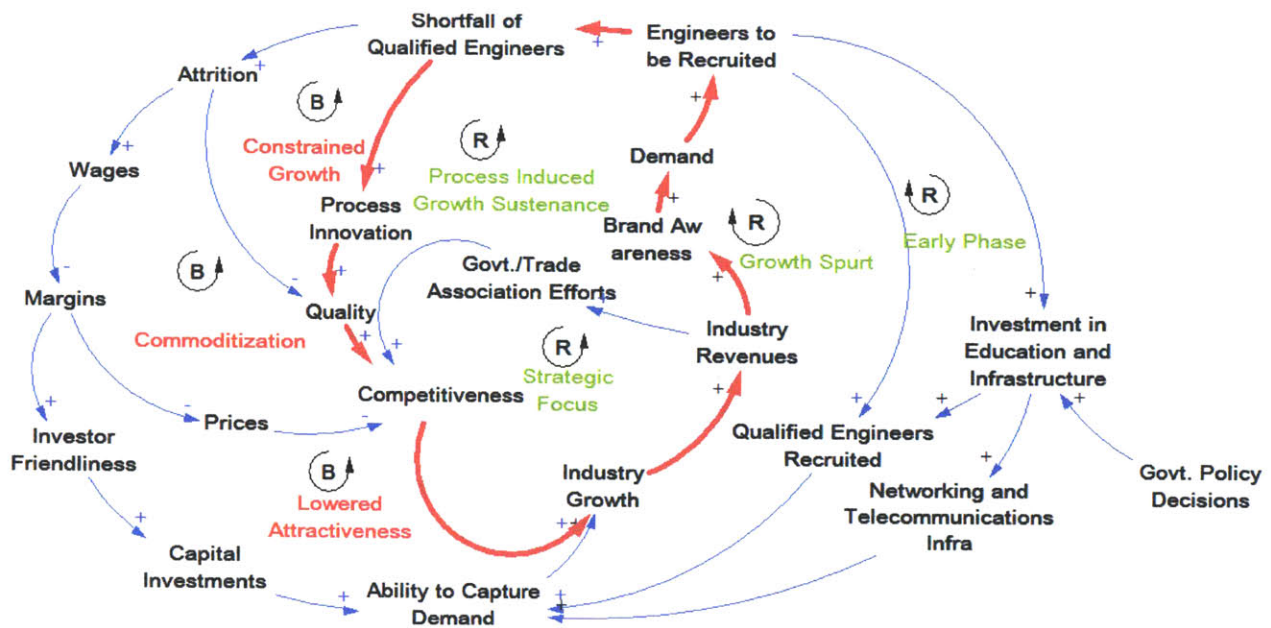 Shortfall of
Qualified Engineers
Engineers to
be Recruited
Attrition
B
Constrained
Growth
R
Process Induced
Growth Sustenance
Demand
Wages
Process
Innovation
Brand Aw
areness
R
Growth Spurt
R
Early Phase
B
Govt./Trade
Association Efforts
Margins
Quality
Commoditization
Industry
Revenues
Investment in
Education and
Infrastructure
R
Strategic
Focus
Competitiveness
Prices
Investor
Friendliness
Qualified Engineers
Recruited
B
Lowered
Attractiveness
Industry
Growth
Networking and
Telecommunications
Infra
Govt. Policy
Decisions
Capital
Investments
Ability to Capture
Demand